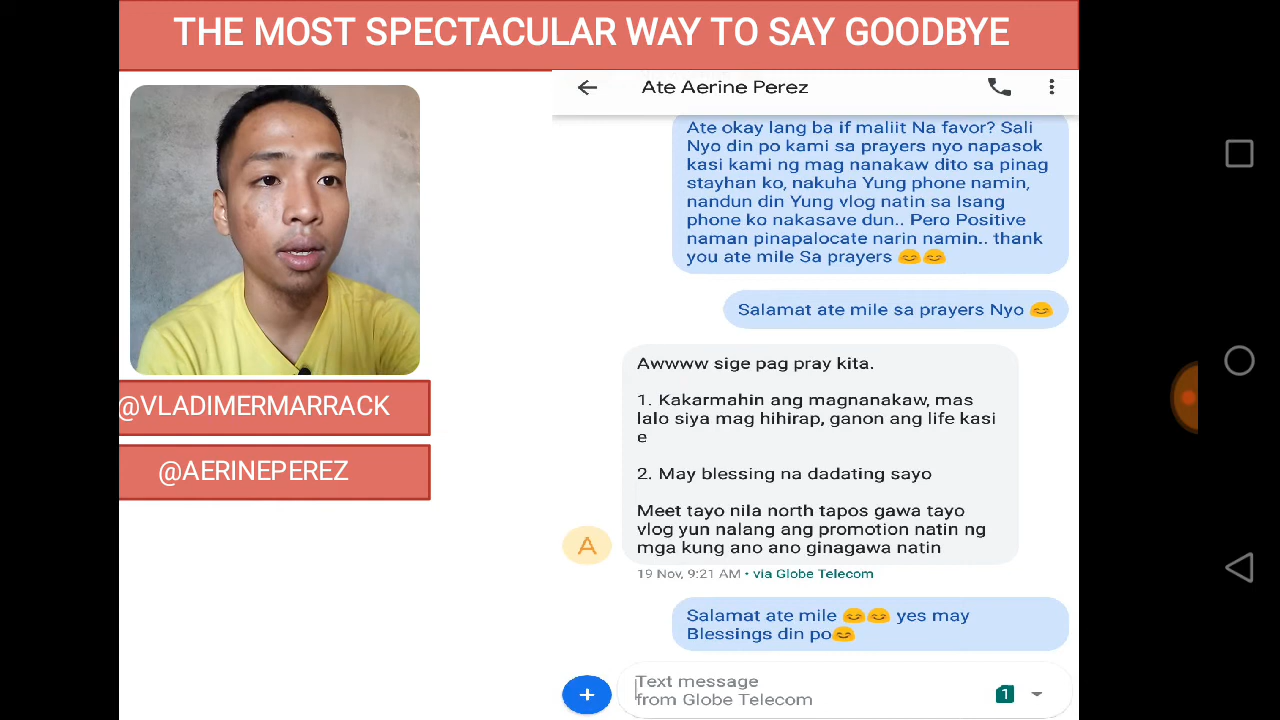 THE MOST SPECTACULAR WAY TO SAY GOODBYE
Ate Aerine Perez
Ate okay lang ba if maliit Na favor? Sali
Nyo din po kami sa prayers nyo napasok
kasi kami ng mag nanakaw dito sa pinag
stayhan ko, nakuha Yung phone namin,
nandun din Yung vlog natin sa Isang
phone ko nakasave dun.. Pero Positive
naman pinapalocate narin namin.. thank
you ate mile Sa prayers 😊😊
Salamat ate mile sa prayers Nyo 😊
Awwww sige pag pray kita.
1. Kakarmahin ang magnanakaw, mas
lalo siya mag hihirap, ganon ang life kasi
e
2. May blessing na dadating sayo
Meet tayo nila north tapos gawa tayo
vlog yun nalang ang promotion natin ng
mga kung ano ano ginagawa natin
A
19 Nov, 9:21 AM • via Globe Telecom
Salamat ate mile 😊😊 yes may
Blessings din po😊
+
Text message
from Globe Telecom
1
@VLADIMERMARRACK
@AERINEPEREZ